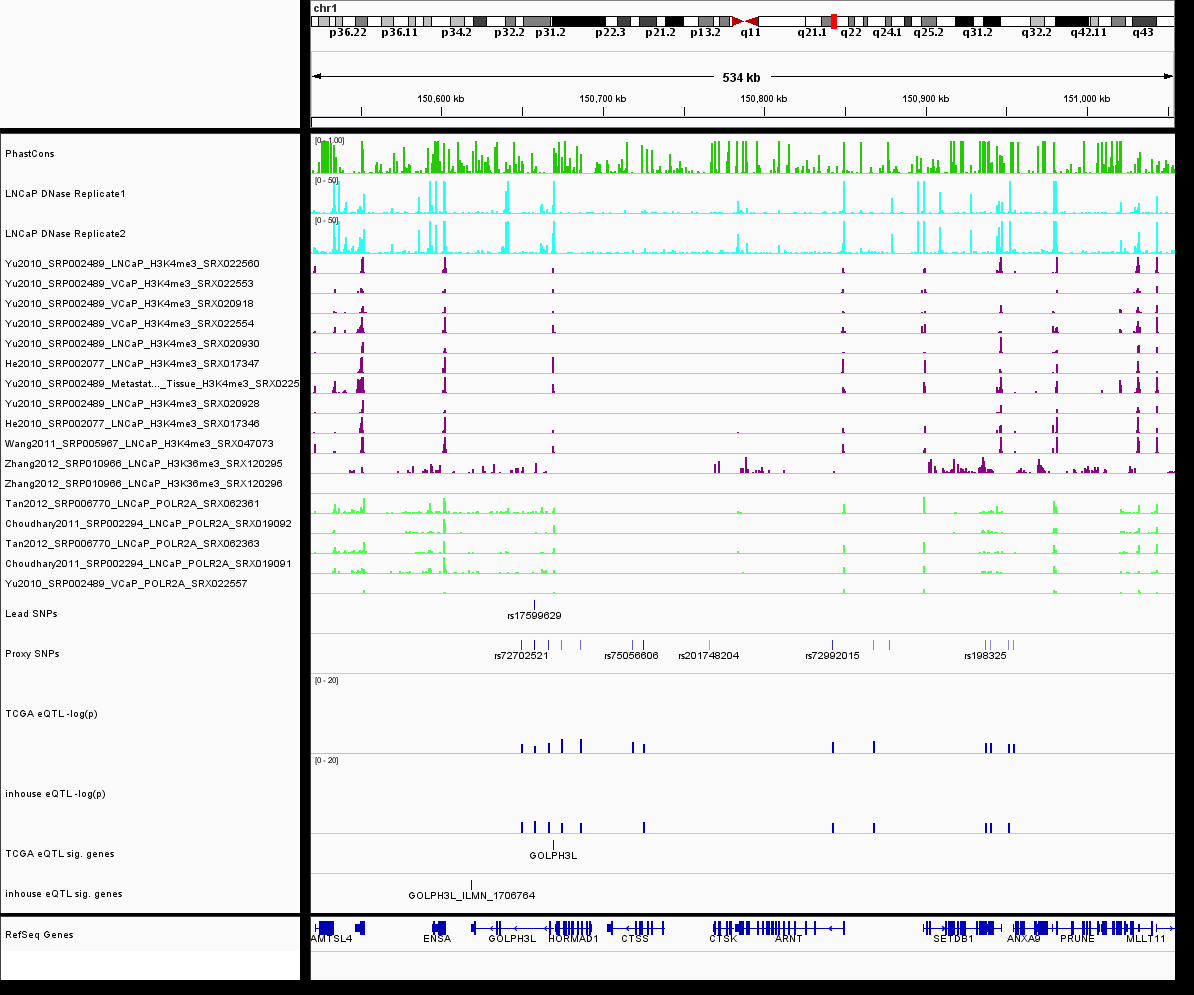 chr1
p36.22 p36.11 p34.2 p32.2 p31.2 p22.3 p21.2 p13.2 q11 q21.1 q22 q24.1 q25.2 q31.2 q32.2 q42.11 q43
534 kb
150,600 kb 150,700 kb 150,800 kb 150,900 kb 151,000 kb
[0 - 1.00]
PhastCons
[0 - 50]
LNCaP DNase Replicate1
[0 - 50]
LNCaP DNase Replicate2
Yu2010_SRP002489_LNCaP_H3K4me3_SRX022560
Yu2010_SRP002489_VCaP_H3K4me3_SRX022553
Yu2010_SRP002489_VCaP_H3K4me3_SRX020918
Yu2010_SRP002489_VCaP_H3K4me3_SRX022554
Yu2010_SRP002489_LNCaP_H3K4me3_SRX020930
He2010_SRP002077_LNCaP_H3K4me3_SRX017347
Yu2010_SRP002489_Metastat..._Tissue_H3K4me3_SRX0225
Yu2010_SRP002489_LNCaP_H3K4me3_SRX020928
He2010_SRP002077_LNCaP_H3K4me3_SRX017346
Wang2011_SRP005967_LNCaP_H3K4me3_SRX047073
Zhang2012_SRP010966_LNCaP_H3K36me3_SRX120295
Zhang2012_SRP010966_LNCaP_H3K36me3_SRX120296
Tan2012_SRP006770_LNCaP_POLR2A_SRX062361
Choudhary2011_SRP002294_LNCaP_POLR2A_SRX019092
Tan2012_SRP006770_LNCaP_POLR2A_SRX062363
Choudhary2011_SRP002294_LNCaP_POLR2A_SRX019091
Yu2010_SRP002489_VCaP_POLR2A_SRX022557
Lead SNPs
rs17599629
Proxy SNPs
rs72702521 rs75056606 rs201748204 rs72992015 rs198325
[0 - 20]
TCGA eQTL -log(p)
[0 - 20]
inhouse eQTL -log(p)
TCGA eQTL sig. genes
GOLPH3L
inhouse eQTL sig. genes
GOLPH3L_ILMN_1706764
RefSeq Genes
AMTSL4 ENSA GOLPH3L HORMAD1 CTSS CTSK ARNT SETDB1 ANXA9 PRUNE MLLT11